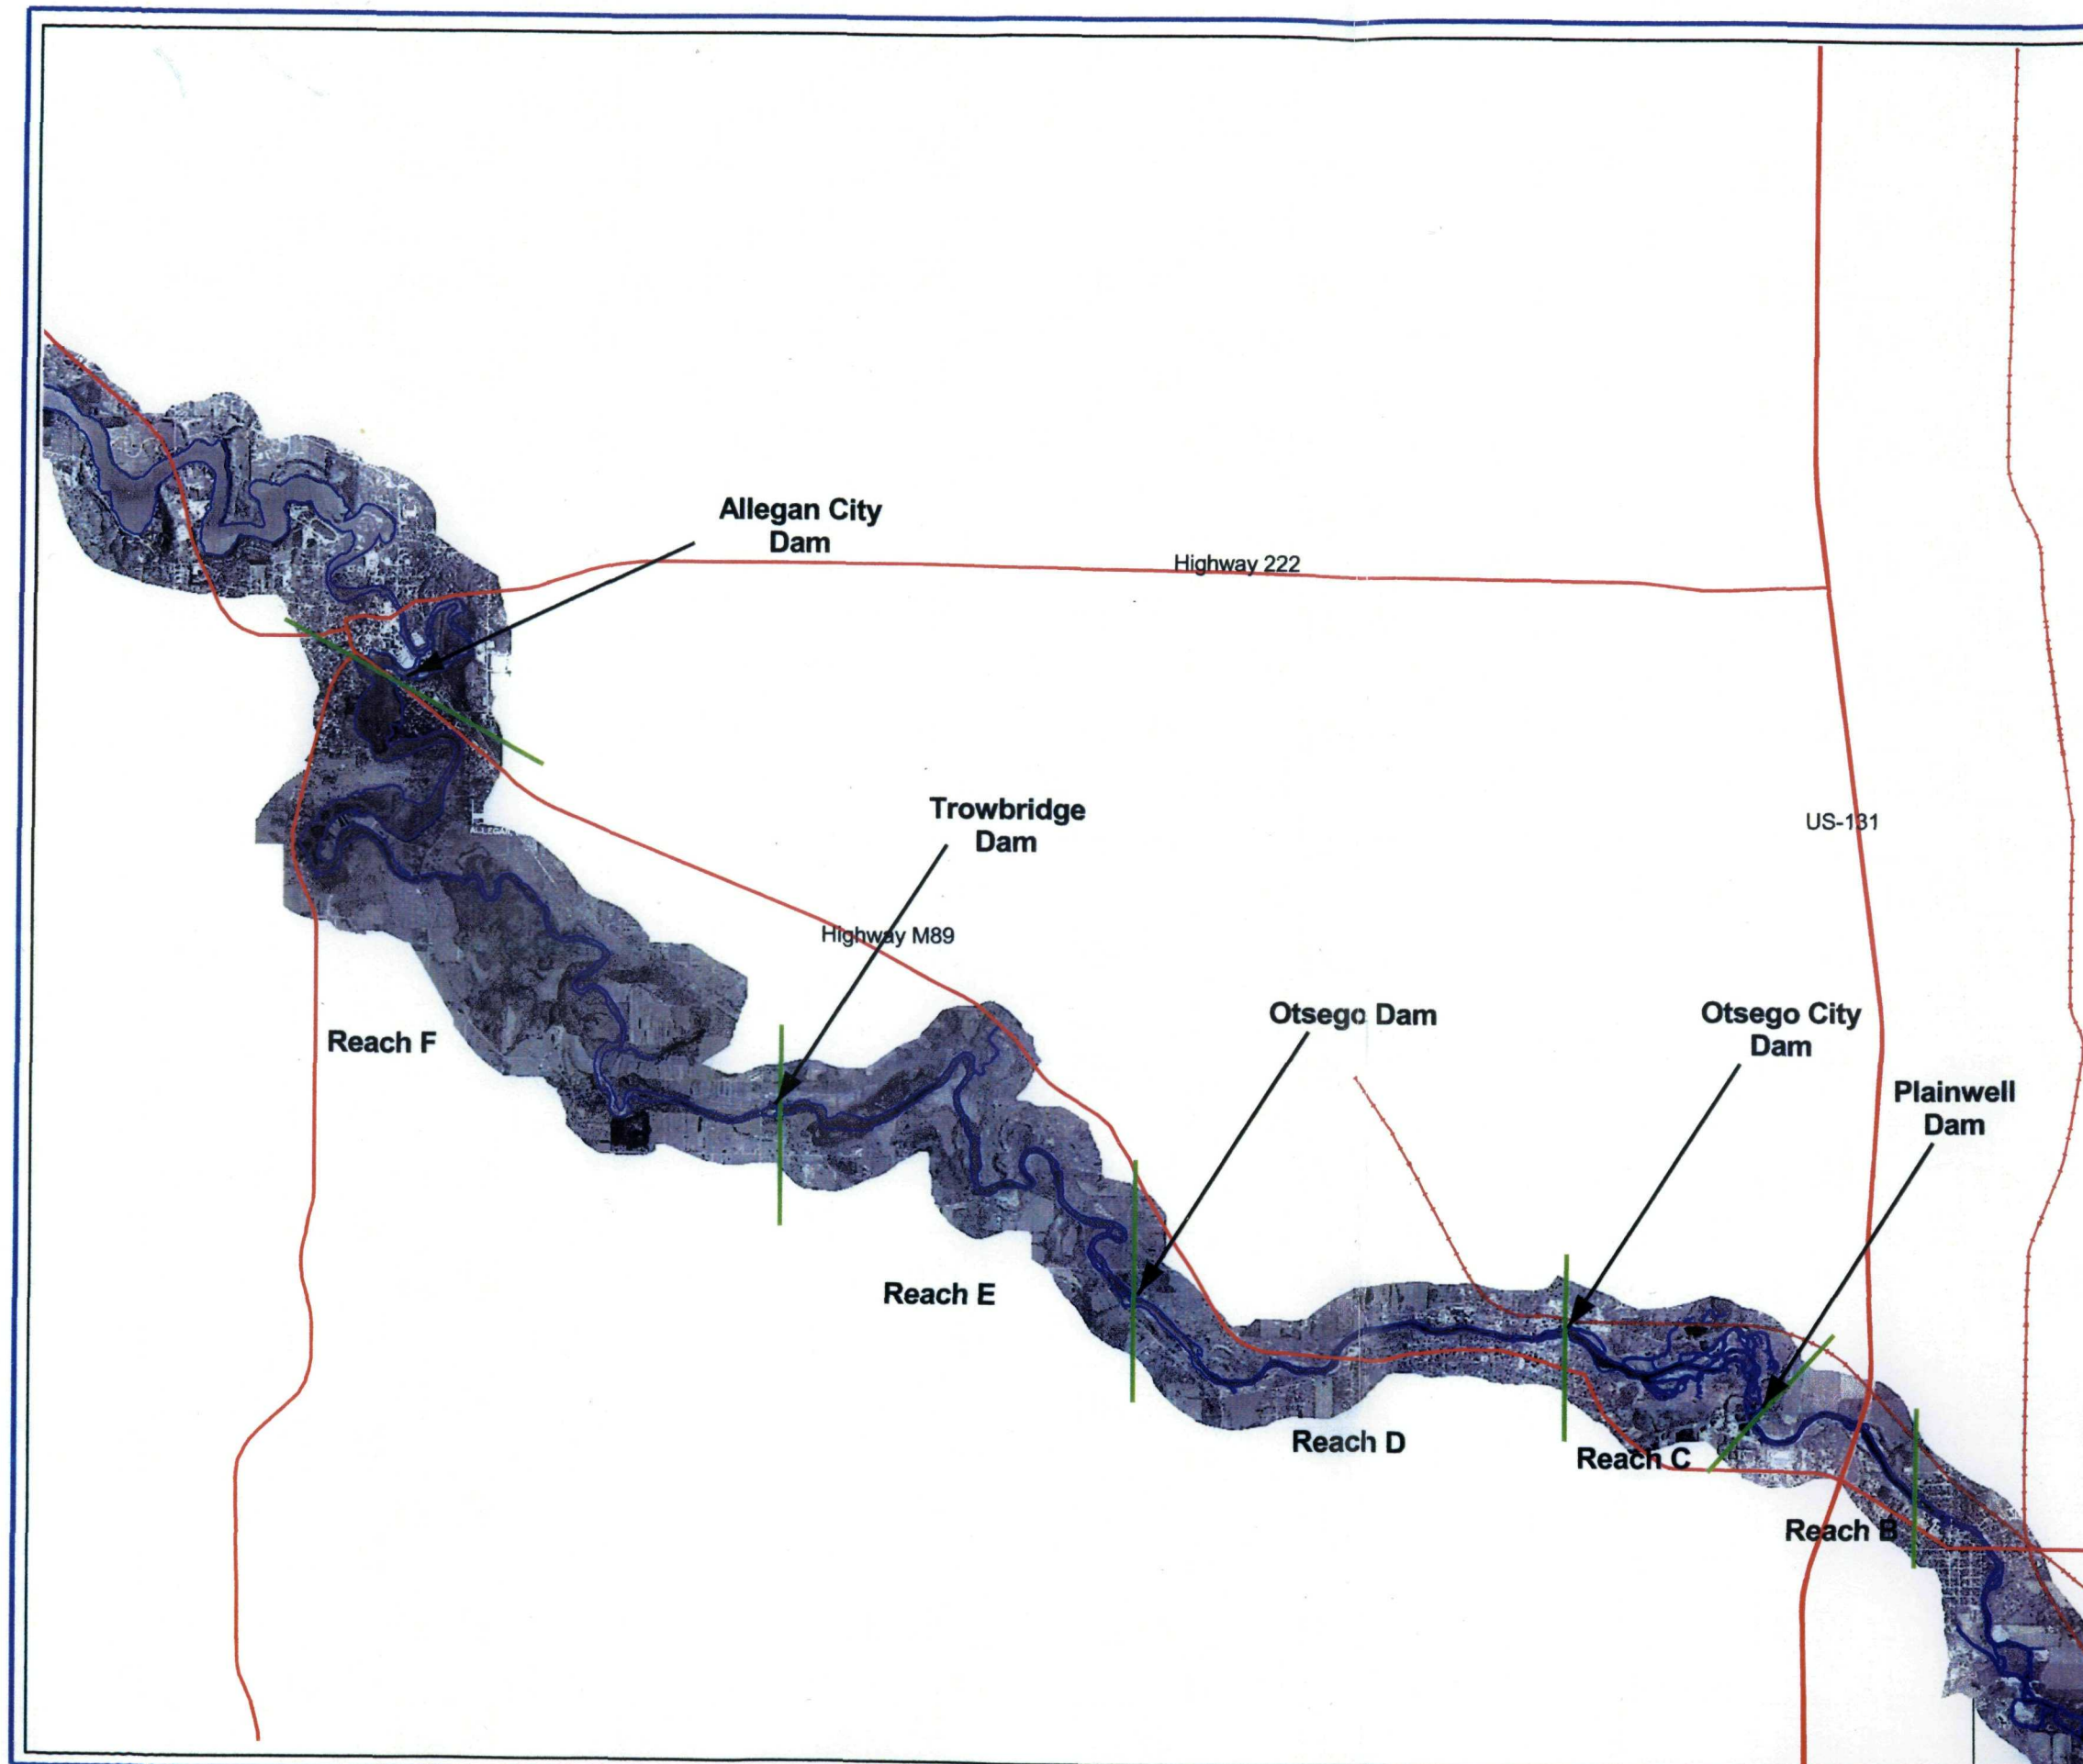 Allegan City
Dam
Highway 222
Trowbridge
Dam
US-131
ALLEGAN
Highway M89
Otsego Dam
Otsego City
Dam
Reach F
Plainwell
Dam
Reach E
Reach D
Reach C
Reach B